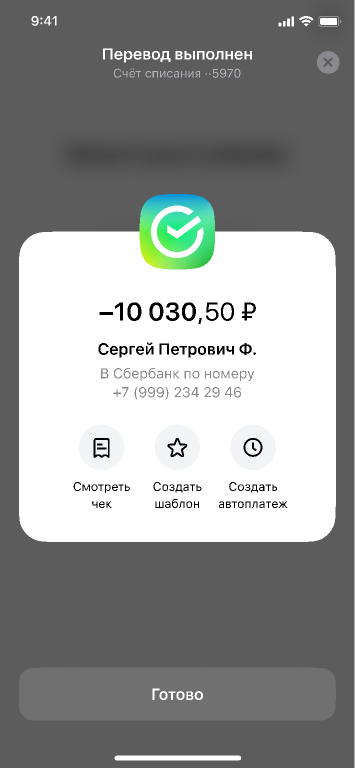 9:41
Перевод выполнен
Счёт списания ··5970
−10 030,50 ₽
Сергей Петрович Ф.
В Сбербанк по номеру
+7 (999) 234 29 46
Смотреть чек
Создать шаблон
Создать автоплатеж
Готово